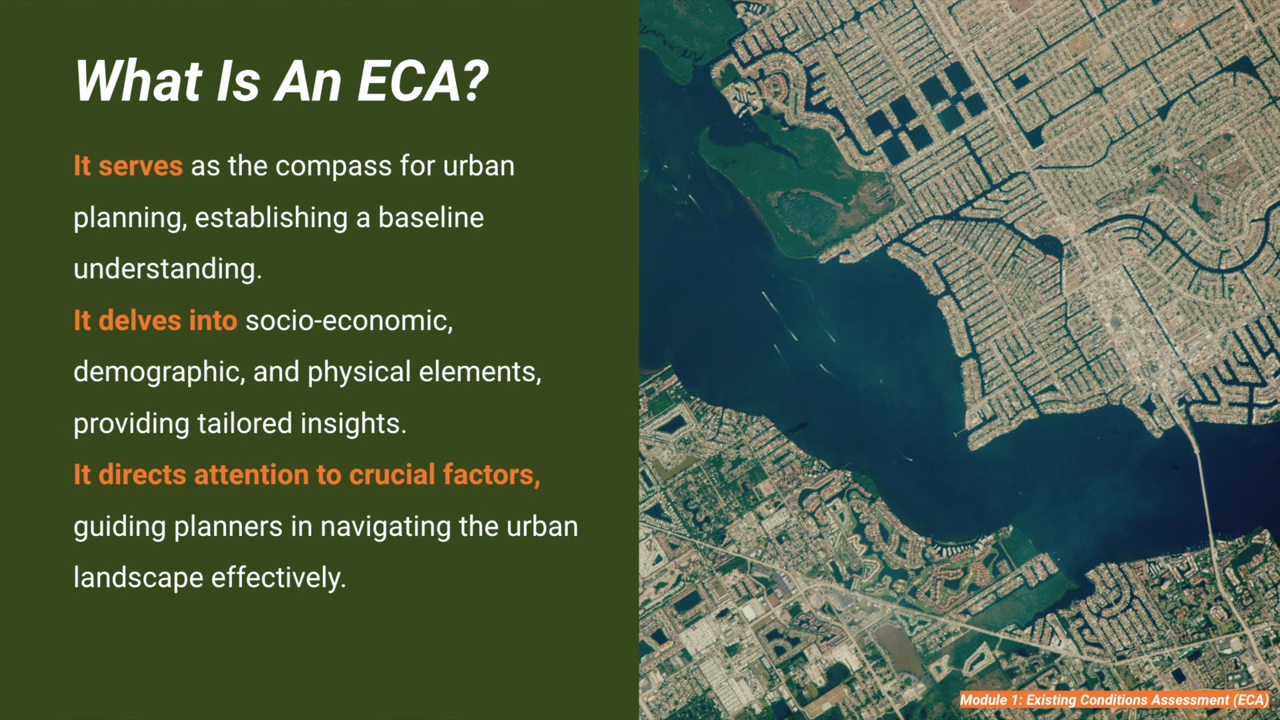 What Is An ECA?
It serves as the compass for urban
planning, establishing a baseline
understanding.
It delves into socio-economic,
demographic, and physical elements,
providing tailored insights.
It directs attention to crucial factors,
guiding planners in navigating the urban
landscape effectively.
Module 1: Existing Conditions Assessment (ECA)